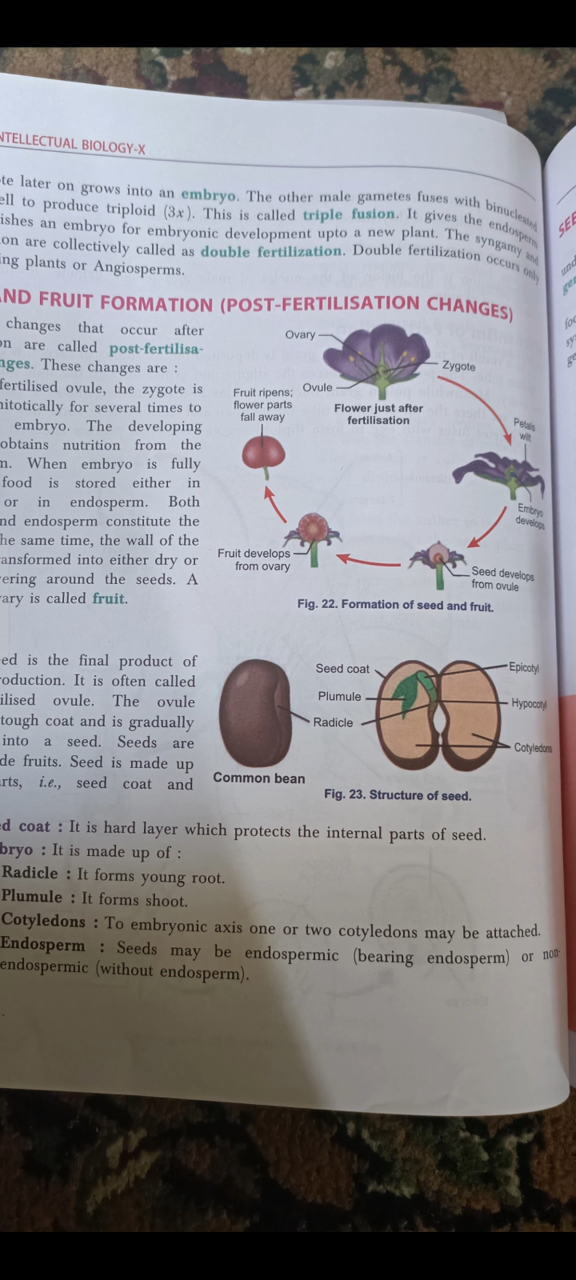 NTELLECTUAL BIOLOGY-X
te later on grows into an embryo. The other male gametes fuses with binucleated
ell to produce triploid (3x). This is called triple fusion. It gives the endosperm
ishes an embryo for embryonic development upto a new plant. The syngamy and
on are collectively called as double fertilization. Double fertilization occurs only
ing plants or Angiosperms.
AND FRUIT FORMATION (POST-FERTILISATION CHANGES)
changes that occur after
on are called post-fertilisa-
nges. These changes are :
fertilised ovule, the zygote is
mitotically for several times to
embryo. The developing
obtains nutrition from the
m. When embryo is fully
food is stored either in
or in endosperm. Both
nd endosperm constitute the
he same time, the wall of the
ansformed into either dry or
ering around the seeds. A
ary is called fruit.
Ovary
Zygote
Ovule
Flower just after
fertilisation
Fruit ripens;
flower parts
fall away
Petals
wilt
Embryo
develops
Seed develops
from ovule
Fruit develops
from ovary
Fig. 22. Formation of seed and fruit.
ed is the final product of
roduction. It is often called
ilised ovule. The ovule
tough coat and is gradually
into a seed. Seeds are
de fruits. Seed is made up
rts, i.e., seed coat and
Seed coat
Plumule
Radicle
Epicotyl
Hypocotyl
Cotyledons
Common bean
Fig. 23. Structure of seed.
d coat : It is hard layer which protects the internal parts of seed.
bryo : It is made up of :
Radicle : It forms young root.
Plumule : It forms shoot.
Cotyledons : To embryonic axis one or two cotyledons may be attached.
Endosperm : Seeds may be endospermic (bearing endosperm) or non-
endospermic (without endosperm).
SEE
und
ge
foo
sy
ge